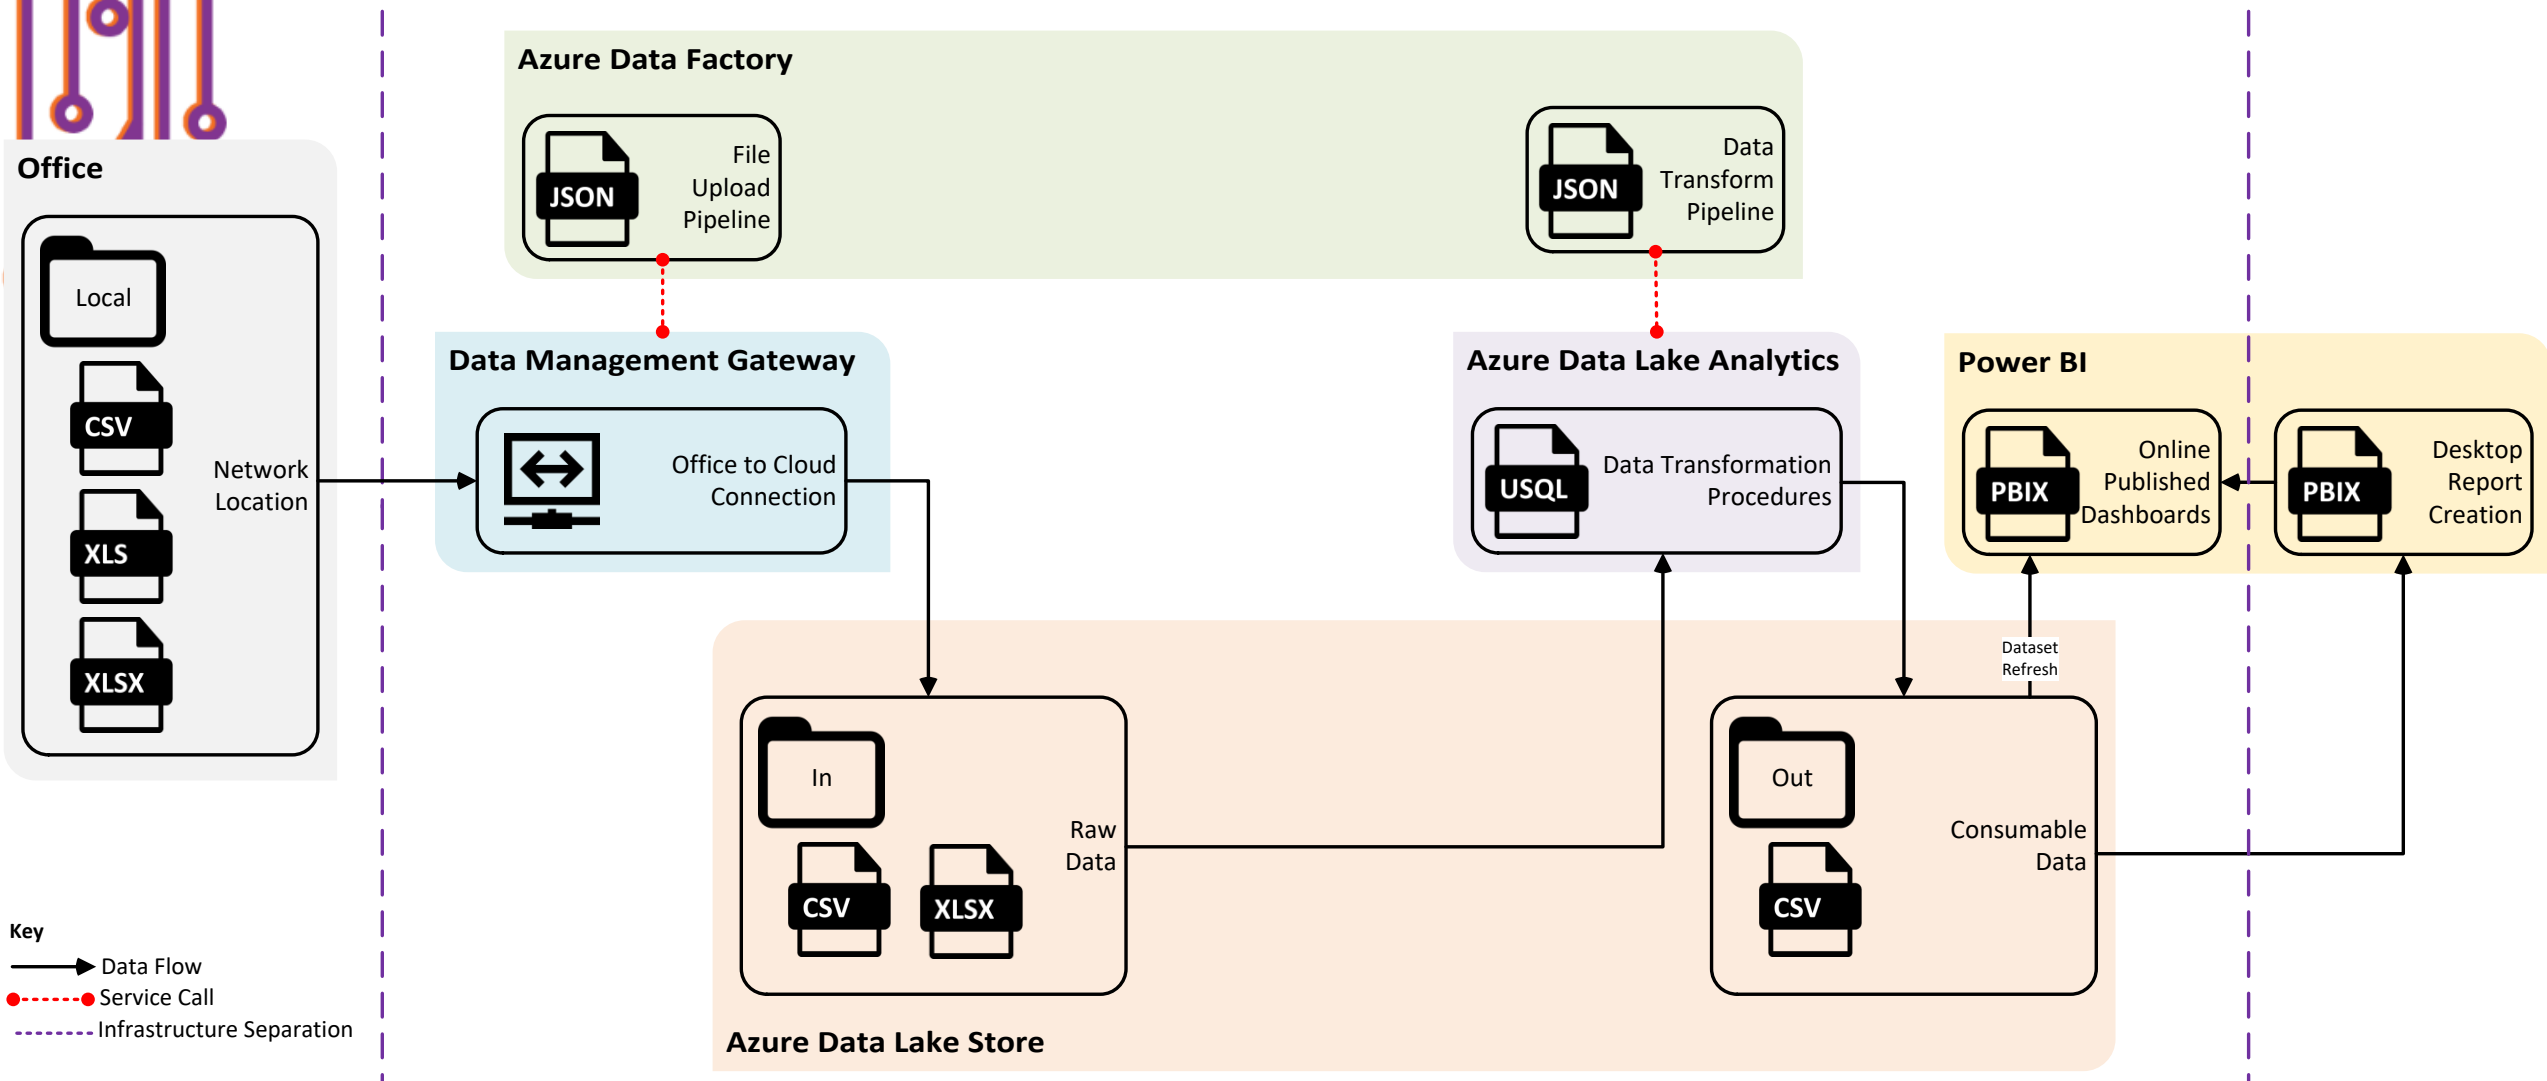 Azure Data Factory
JSON
File
Upload
Pipeline
JSON
Data
Transform
Pipeline
Office
Local
CSV
XLS
XLSX
Network
Location
Data Management Gateway
Office to Cloud
Connection
Azure Data Lake Analytics
USQL
Data Transformation
Procedures
Power BI
PBIX
Online
Published
Dashboards
PBIX
Desktop
Report
Creation
Dataset
Refresh
In
CSV
XLSX
Raw
Data
Out
CSV
Consumable
Data
Azure Data Lake Store
Key
Data Flow
Service Call
Infrastructure Separation